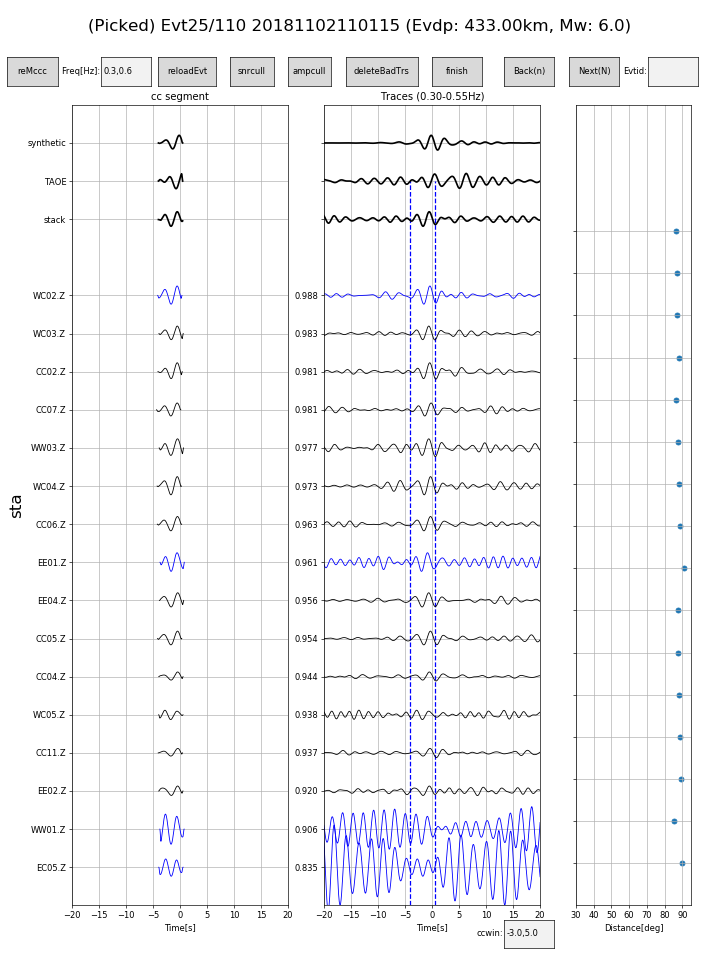 (Picked) Evt25/110 20181102110115 (Evdp: 433.00km, Mw: 6.0)
reMccc Freq[Hz]: 0.3,0.6 reloadEvt snrcull ampcull deleteBadTrs finish Back(n) Next(N) Evtid:
cc segment Traces (0.30-0.55Hz)
synthetic
TAOE
stack
WC02.Z 0.988
WC03.Z 0.983
CC02.Z 0.981
CC07.Z 0.981
WW03.Z 0.977
WC04.Z 0.973
CC06.Z 0.963
EE01.Z 0.961
EE04.Z 0.956
CC05.Z 0.954
CC04.Z 0.944
WC05.Z 0.938
CC11.Z 0.937
EE02.Z 0.920
WW01.Z 0.906
EC05.Z 0.835
sta
−20 −15 −10 −5 0 5 10 15 20 −20 −15 −10 −5 0 5 10 15 20 30 40 50 60 70 80 90
Time[s] Time[s] Distance[deg]
ccwin: -3.0,5.0